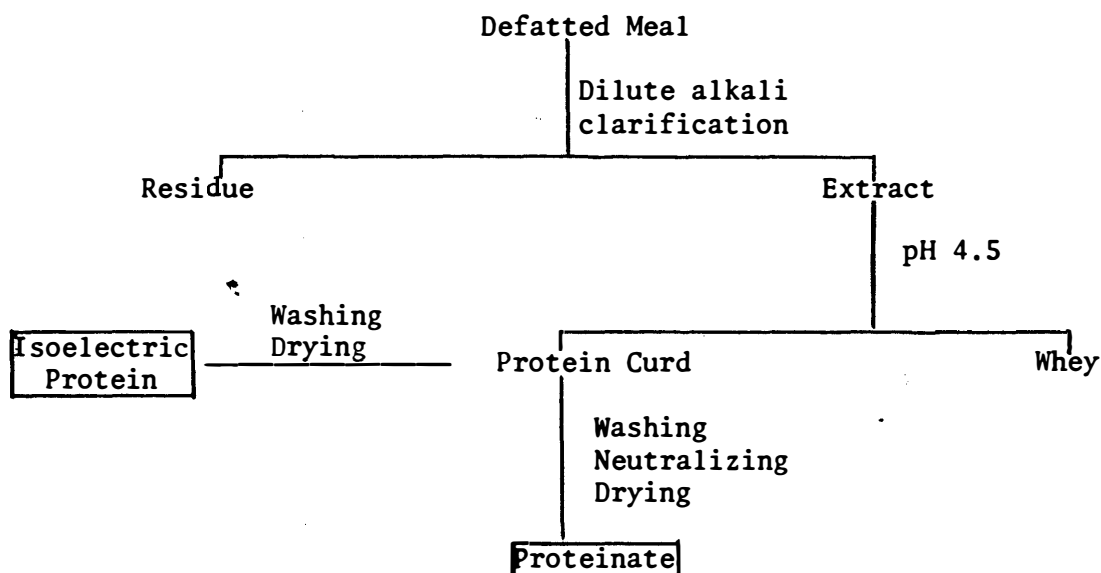 Defatted Meal
Dilute alkali
clarification
Residue
Extract
pH 4.5
Washing
Drying
Isoelectric
Protein
Protein Curd
Whey
Washing
Neutralizing
Drying
Proteinate